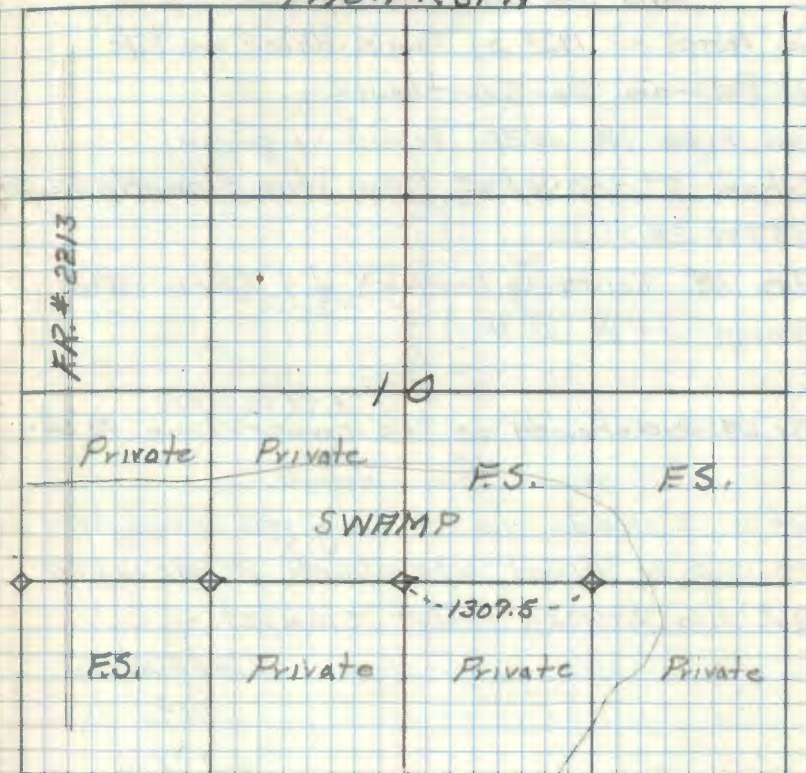 F.R. # 2213
10
Private Private F.S. F.S.
SWAMP
1307.5
F.S. Private Private Private